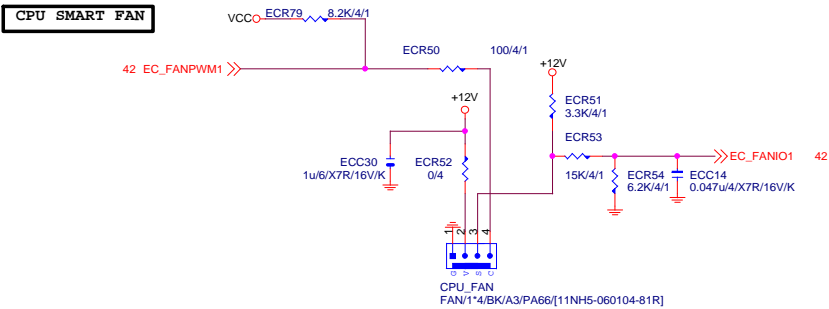 CPU SMART FAN
VCC ECR79 8.2K/4/1
ECR50 100/4/1
42 EC_FANPWM1
+12V
ECR51
3.3K/4/1
+12V
ECR53
EC_FANIO1 42
ECC30
1u/6/X7R/16V/K
ECR52
0/4
15K/4/1
ECR54
6.2K/4/1
ECC14
0.047u/4/X7R/16V/K
1 2 3 4
G V S C
CPU_FAN
FAN/1*4/BK/A3/PA66/[11NH5-060104-81R]